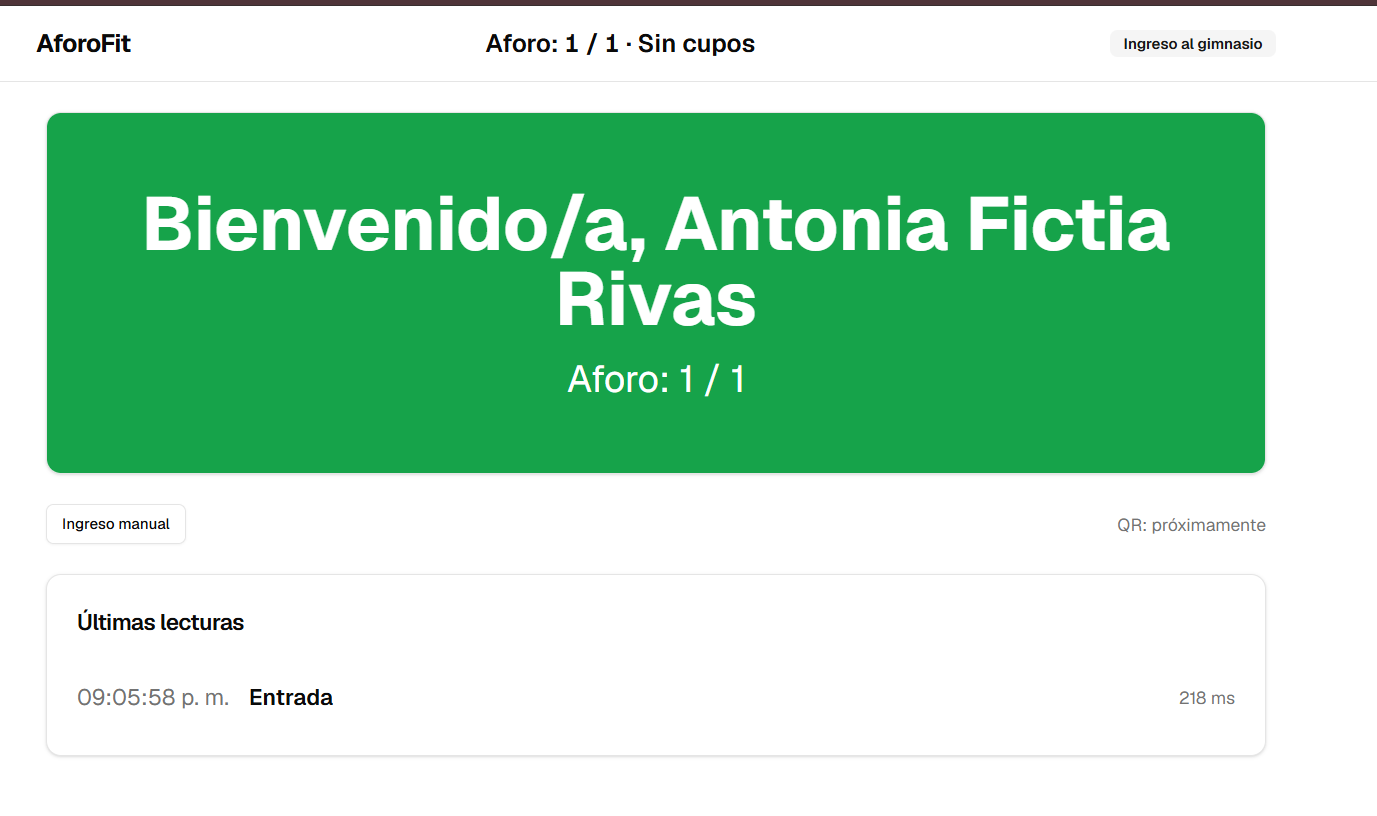 AforoFit
Aforo: 1 / 1 · Sin cupos
Ingreso al gimnasio
Bienvenido/a, Antonia Fictia
Rivas
Aforo: 1 / 1
Ingreso manual
QR: próximamente
Últimas lecturas
09:05:58 p. m. Entrada
218 ms